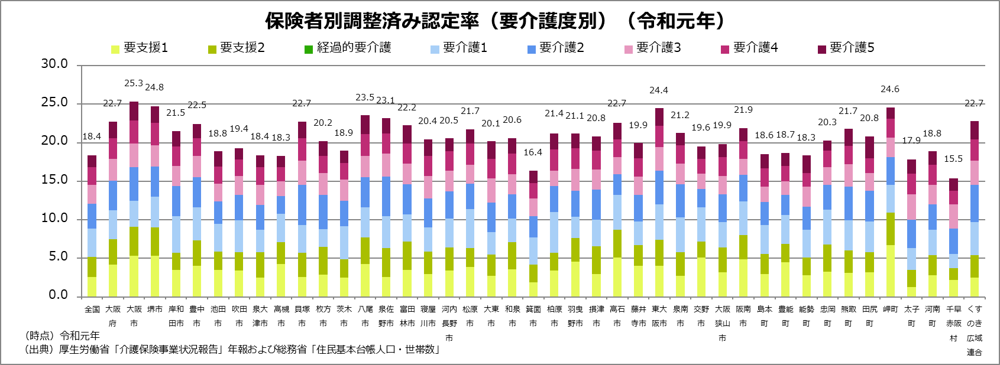 保険者別調整済み認定率（要介護度別）（令和元年）
要支援1 要支援2 経過的要介護 要介護1 要介護2 要介護3 要介護4 要介護5
30.0
25.0
20.0
15.0
10.0
5.0
0.0
18.4 22.7 25.3 24.8 21.5 22.5 18.8 19.4 18.4 18.3 22.7 20.2 18.9 23.5 23.1 22.2 20.4 20.5 21.7 20.1 20.6 16.4 21.4 21.1 20.8 22.7 19.9 24.4 21.2 19.6 19.9 21.9 18.6 18.7 18.3 20.3 21.7 20.8 24.6 17.9 18.8 15.5 22.7
全国 大阪 大阪 堺市 岸和 豊中 池田 吹田 泉大 高槻 貝塚 枚方 茨木 八尾 泉佐 富田 寝屋 河内 松原 大東 和泉 箕面 柏原 羽曳 摂津 高石 藤井 東大 泉南 交野 大阪 阪南 島本 豊能 能勢 忠岡 熊取 田尻 岬町 太子 河南 千早 くす
府 市 田市 市 市 市 津市 市 市 市 市 市 野市 林市 川市 長野 市 市 市 市 市 野市 市 市 寺市 阪市 市 市 狭山 市 町 町 町 町 町 町 町 町 赤阪 のき
市 市 村 広域
連合
（時点）令和元年
（出典）厚生労働省「介護保険事業状況報告」年報および総務省「住民基本台帳人口・世帯数」